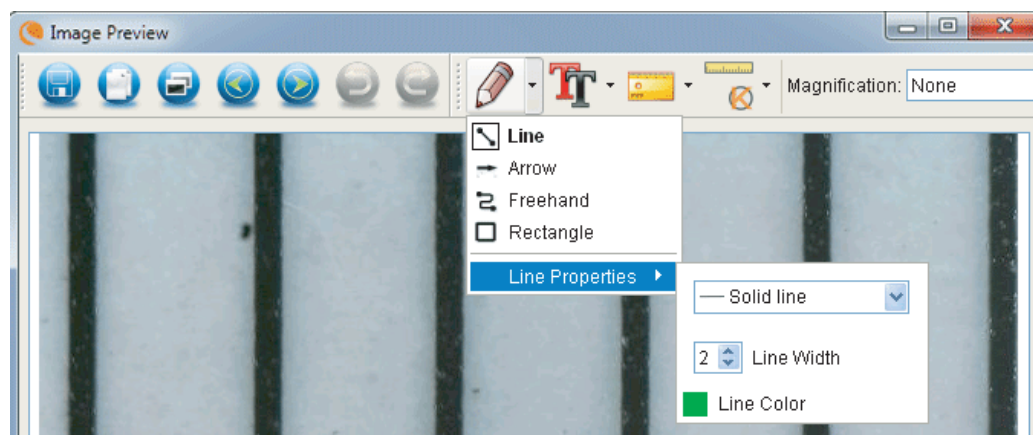 Image Preview
Magnification: None
Line
Arrow
Freehand
Rectangle
Line Properties
Solid line
2 Line Width
Line Color